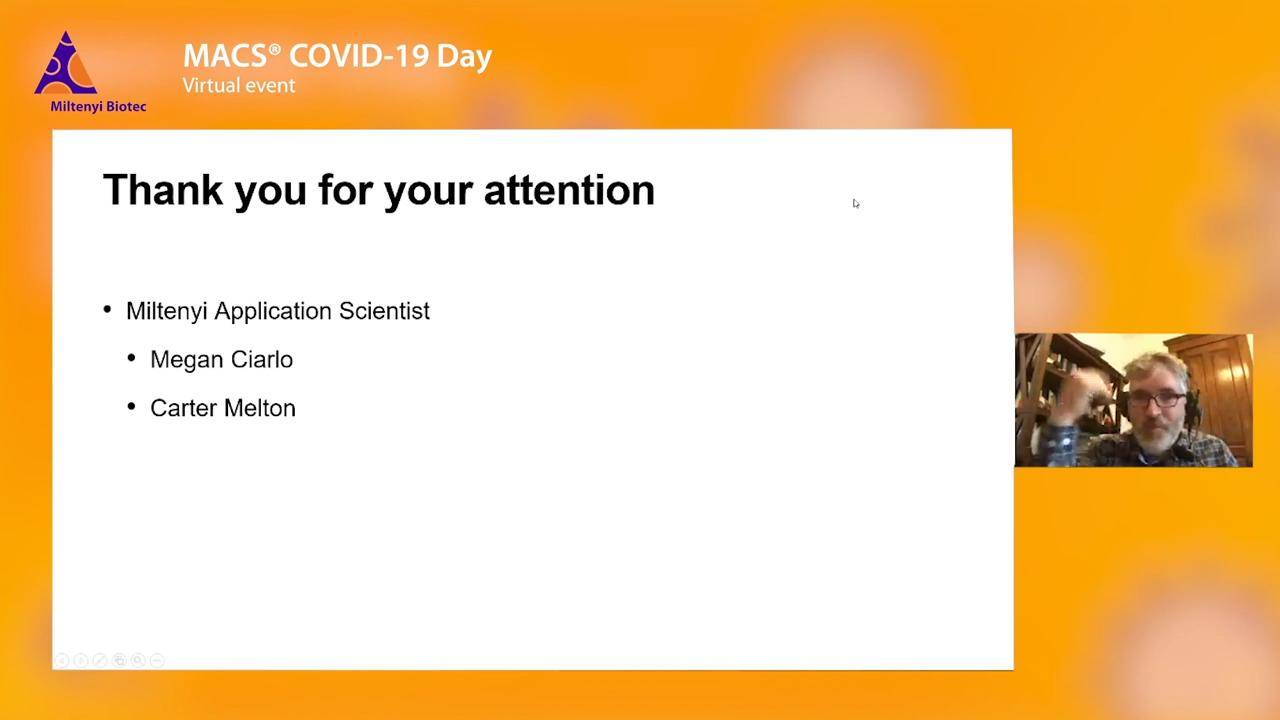 MACS® COVID-19 Day
Virtual event
Miltenyi Biotec
Thank you for your attention
• Miltenyi Application Scientist
• Megan Ciarlo
• Carter Melton